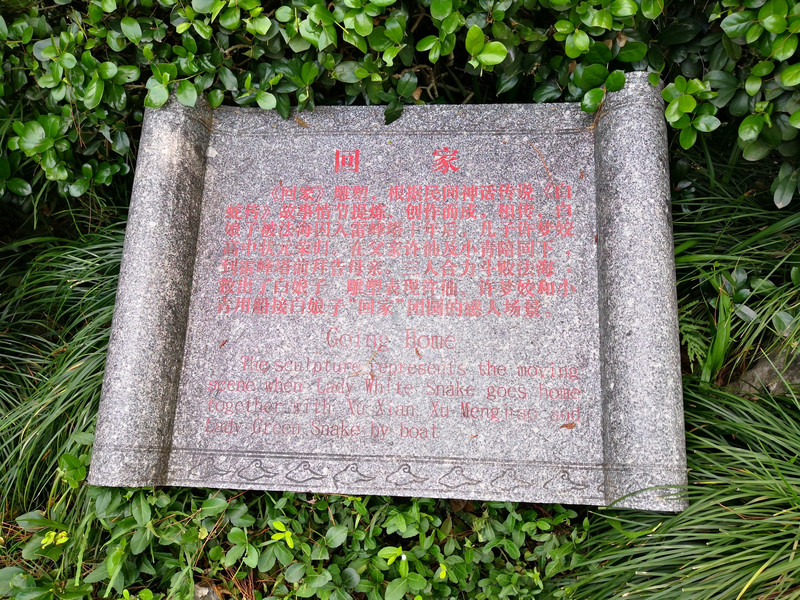 回 家
《回家》雕塑，根据民间神话传说《白
蛇传》故事情节提炼，创作而成，相传，白
娘子被法海囚入雷峰塔二十年后，儿子许梦蛟
高中状元荣归，在父亲许仙及小青陪同下，
到雷峰塔前拜告母亲，三人合力斗败法海，
救出了白娘子，雕塑表现许仙、许梦蛟和小
青用船接白娘子"回家"团圆的感人场景。
Going home
The sculpture represents the moving
scene when Lady White Snake goes home
together with Xu Xian, Xu Mengjiao and
Lady Green Snake by boat